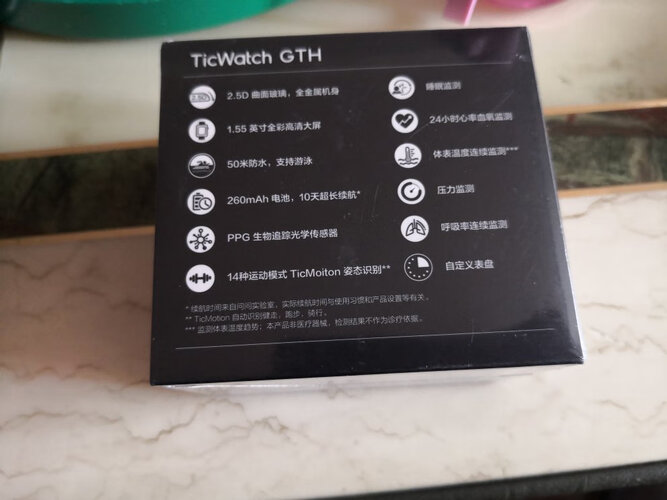 TicWatch GTH
2.5D 曲面玻璃，全金属机身
1.55 英寸全彩高清大屏
50米防水，支持游泳
260mAh 电池，10天超长续航*
PPG 生物追踪光学传感器
14种运动模式 TicMoiton 姿态识别**
睡眠监测
24小时心率血氧监测
体表温度连续监测***
压力监测
呼吸率连续监测
自定义表盘
* 续航时间来自问问实验室，实际续航时间与使用习惯和产品设置等有关。
** TicMotion 自动识别健走，跑步，骑行。
*** 监测体表温度趋势；本产品非医疗器械，检测结果不作为诊疗依据。